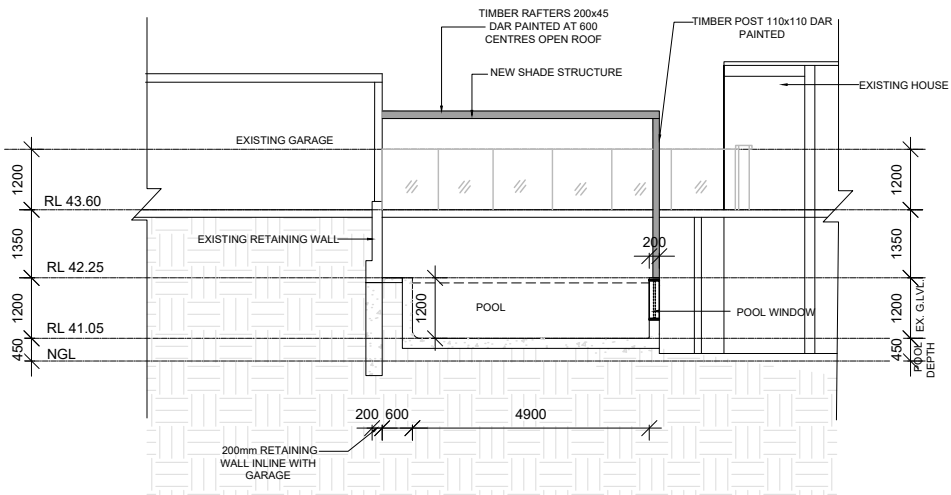 TIMBER RAFTERS 200x45
DAR PAINTED AT 600
CENTRES OPEN ROOF
TIMBER POST 110x110 DAR
PAINTED
NEW SHADE STRUCTURE
EXISTING HOUSE
EXISTING GARAGE
1200
1200
RL 43.60
EXISTING RETAINING WALL
200
1350
1350
RL 42.25
1200
POOL
POOL WINDOW
1200
1200
EX. G.LVL.
RL 41.05
450
NGL
450
POOL
DEPTH
200
600
4900
200mm RETAINING
WALL INLINE WITH
GARAGE